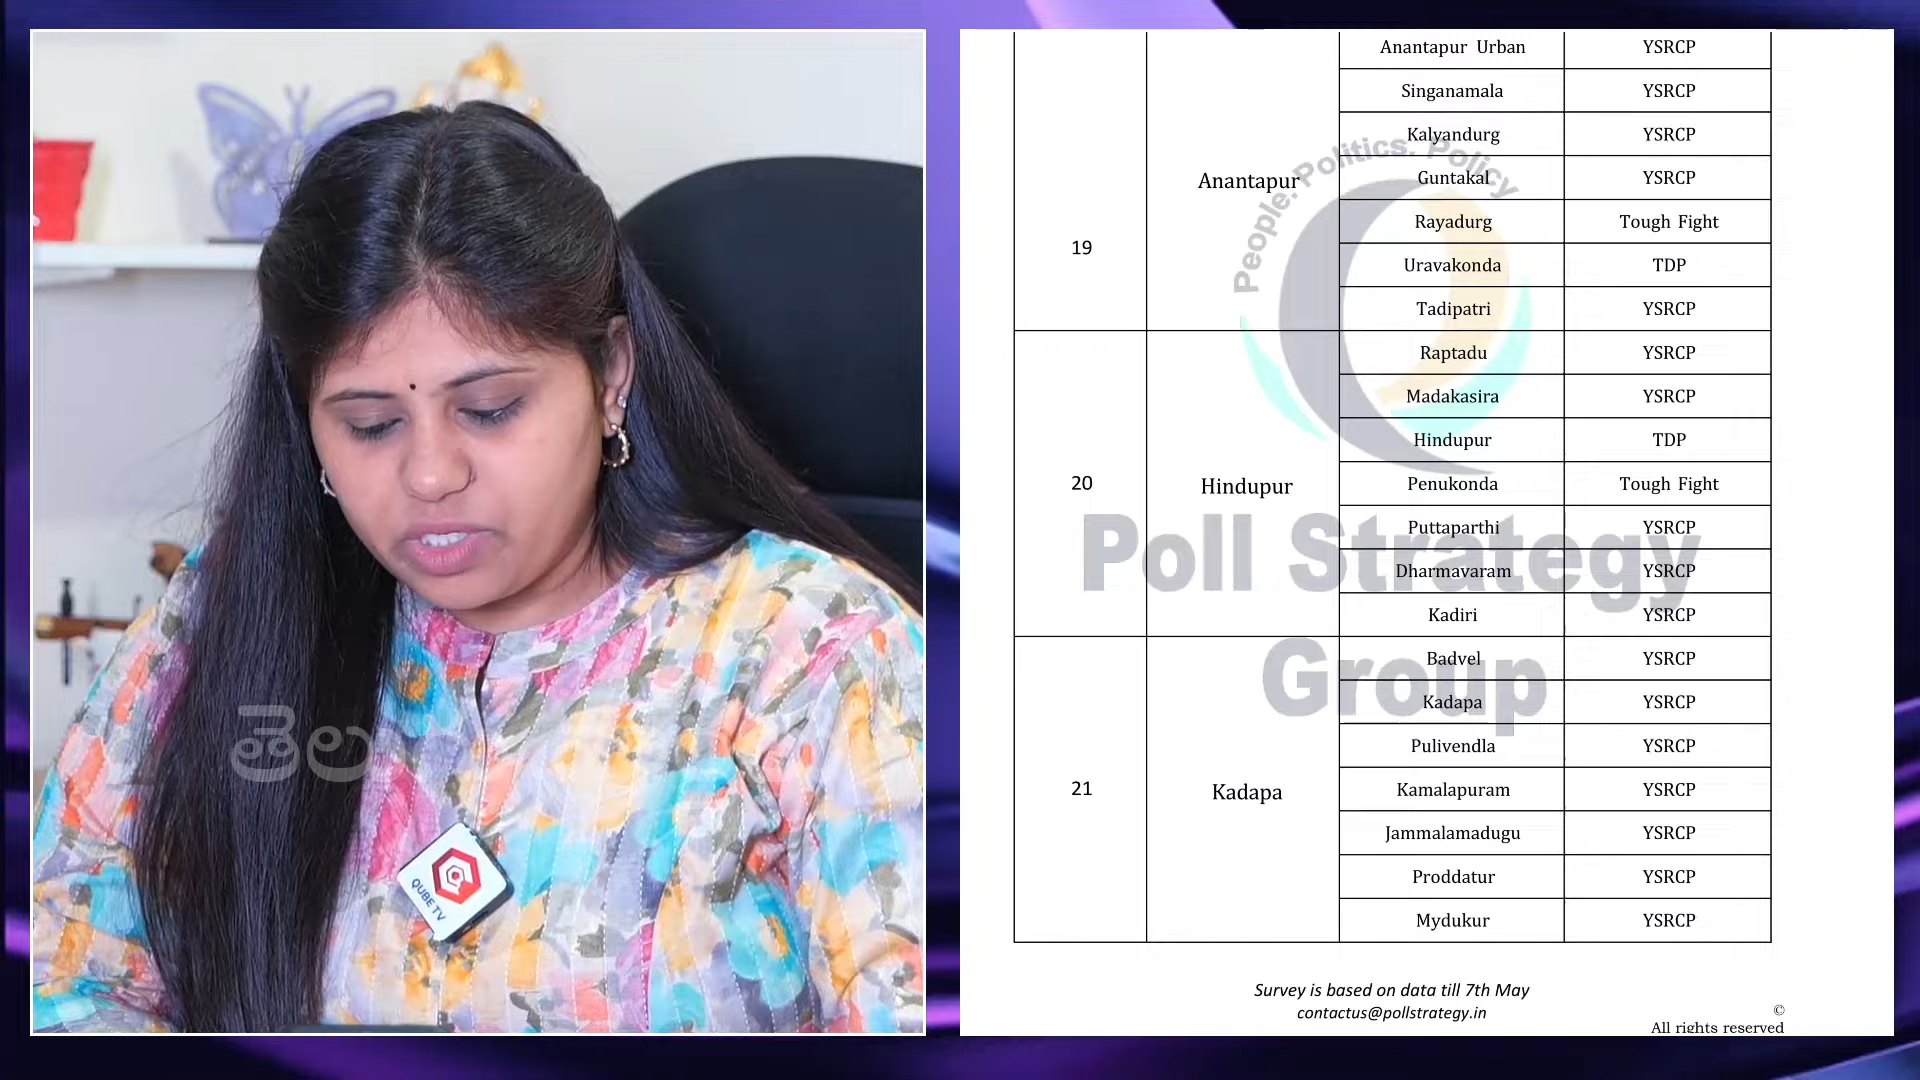 తెలు
QUBE TV
People. Politics. Policy
Poll Strategy
Group
Anantapur Urban YSRCP
Singanamala YSRCP
Kalyandurg YSRCP
Anantapur Guntakal YSRCP
19 Rayadurg Tough Fight
Uravakonda TDP
Tadipatri YSRCP
Raptadu YSRCP
Madakasira YSRCP
Hindupur TDP
20 Hindupur Penukonda Tough Fight
Puttaparthi YSRCP
Dharmavaram YSRCP
Kadiri YSRCP
Badvel YSRCP
Kadapa YSRCP
Pulivendla YSRCP
21 Kadapa Kamalapuram YSRCP
Jammalamadugu YSRCP
Proddatur YSRCP
Mydukur YSRCP
Survey is based on data till 7th May
contactus@pollstrategy.in
©
All rights reserved